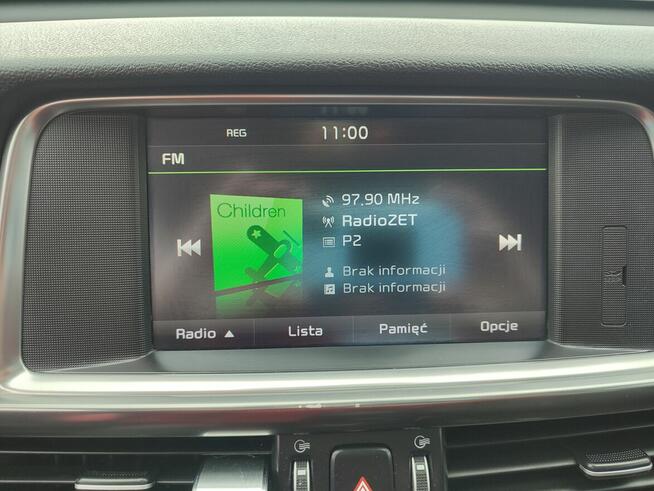 REG 11:00
FM
Children
97.90 MHz
RadioZET
P2
Brak informacji
Brak informacji
Radio ▲ Lista Pamięć Opcje